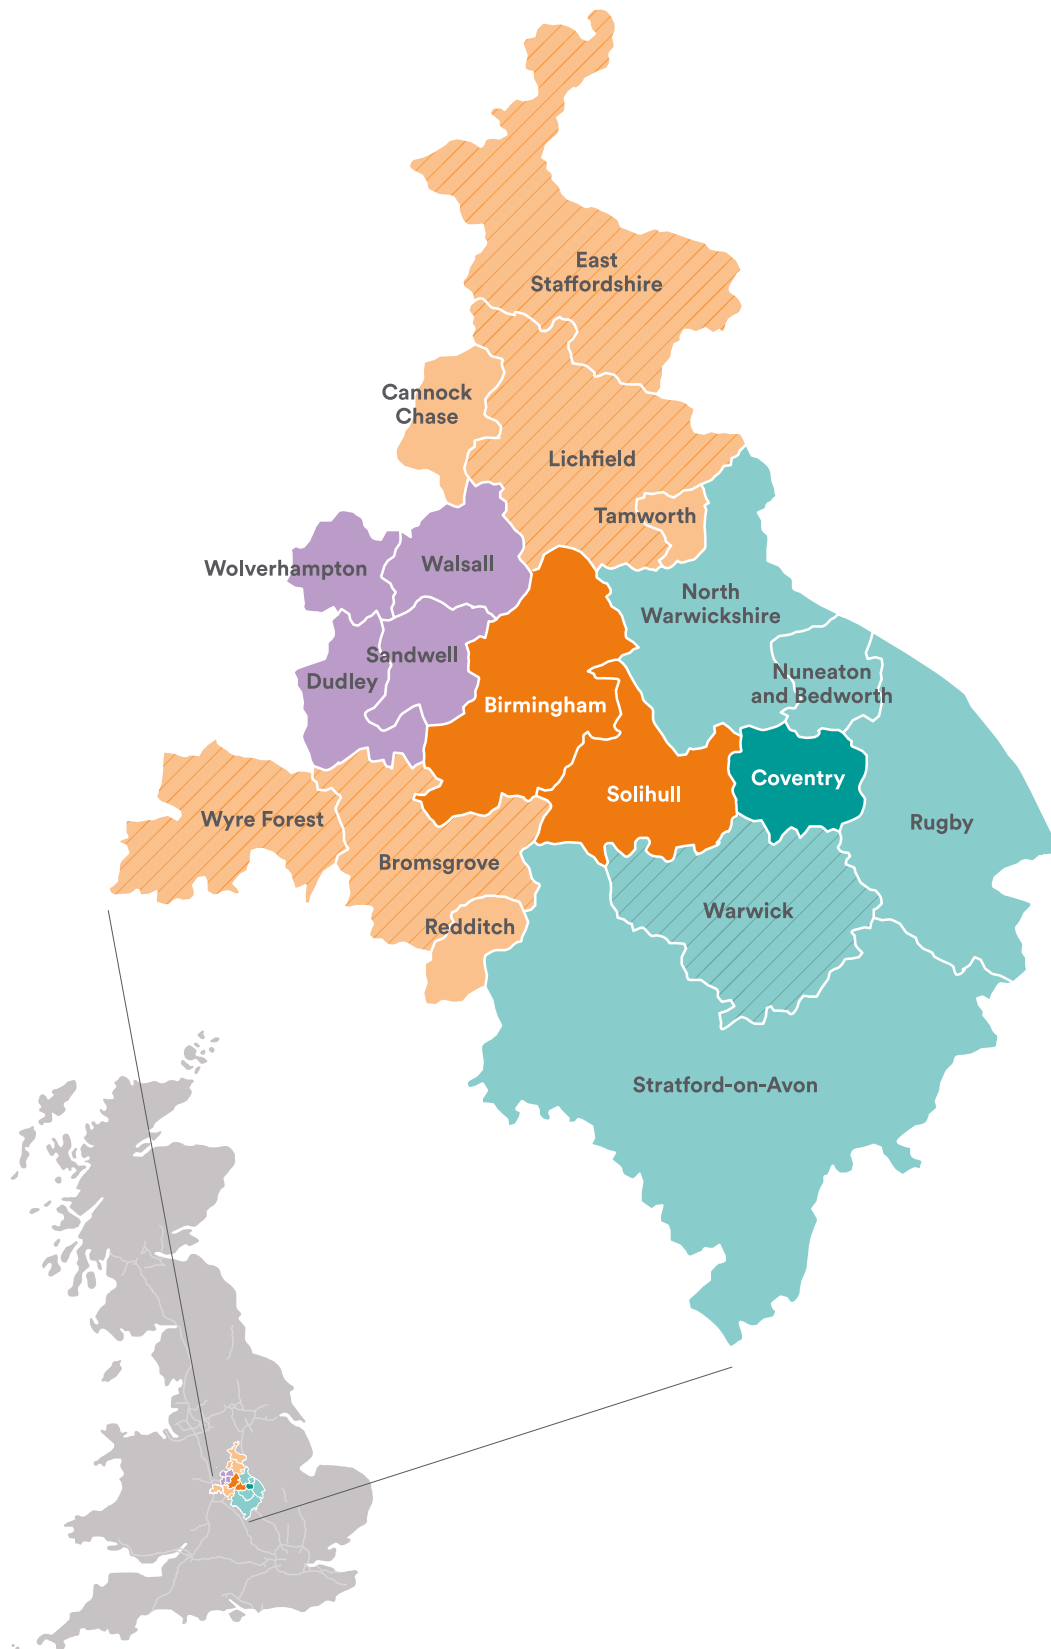 East
Staffordshire
Cannock
Chase
Lichfield
Tamworth
Wolverhampton
Walsall
North
Warwickshire
Sandwell
Dudley
Nuneaton
and Bedworth
Birmingham
Coventry
Solihull
Wyre Forest
Rugby
Bromsgrove
Warwick
Redditch
Stratford-on-Avon